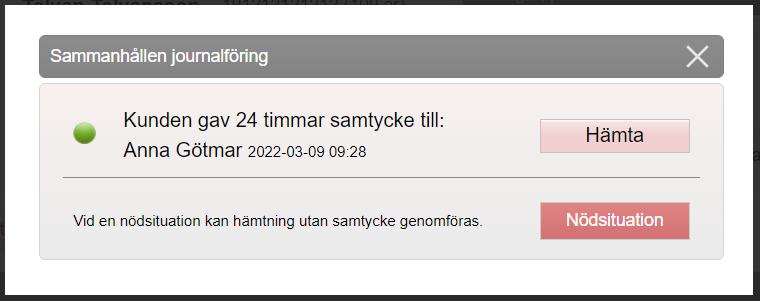 Sammanhållen journalföring
Kunden gav 24 timmar samtycke till:
Anna Götmar 2022-03-09 09:28
Hämta
Vid en nödsituation kan hämtning utan samtycke genomföras.
Nödsituation